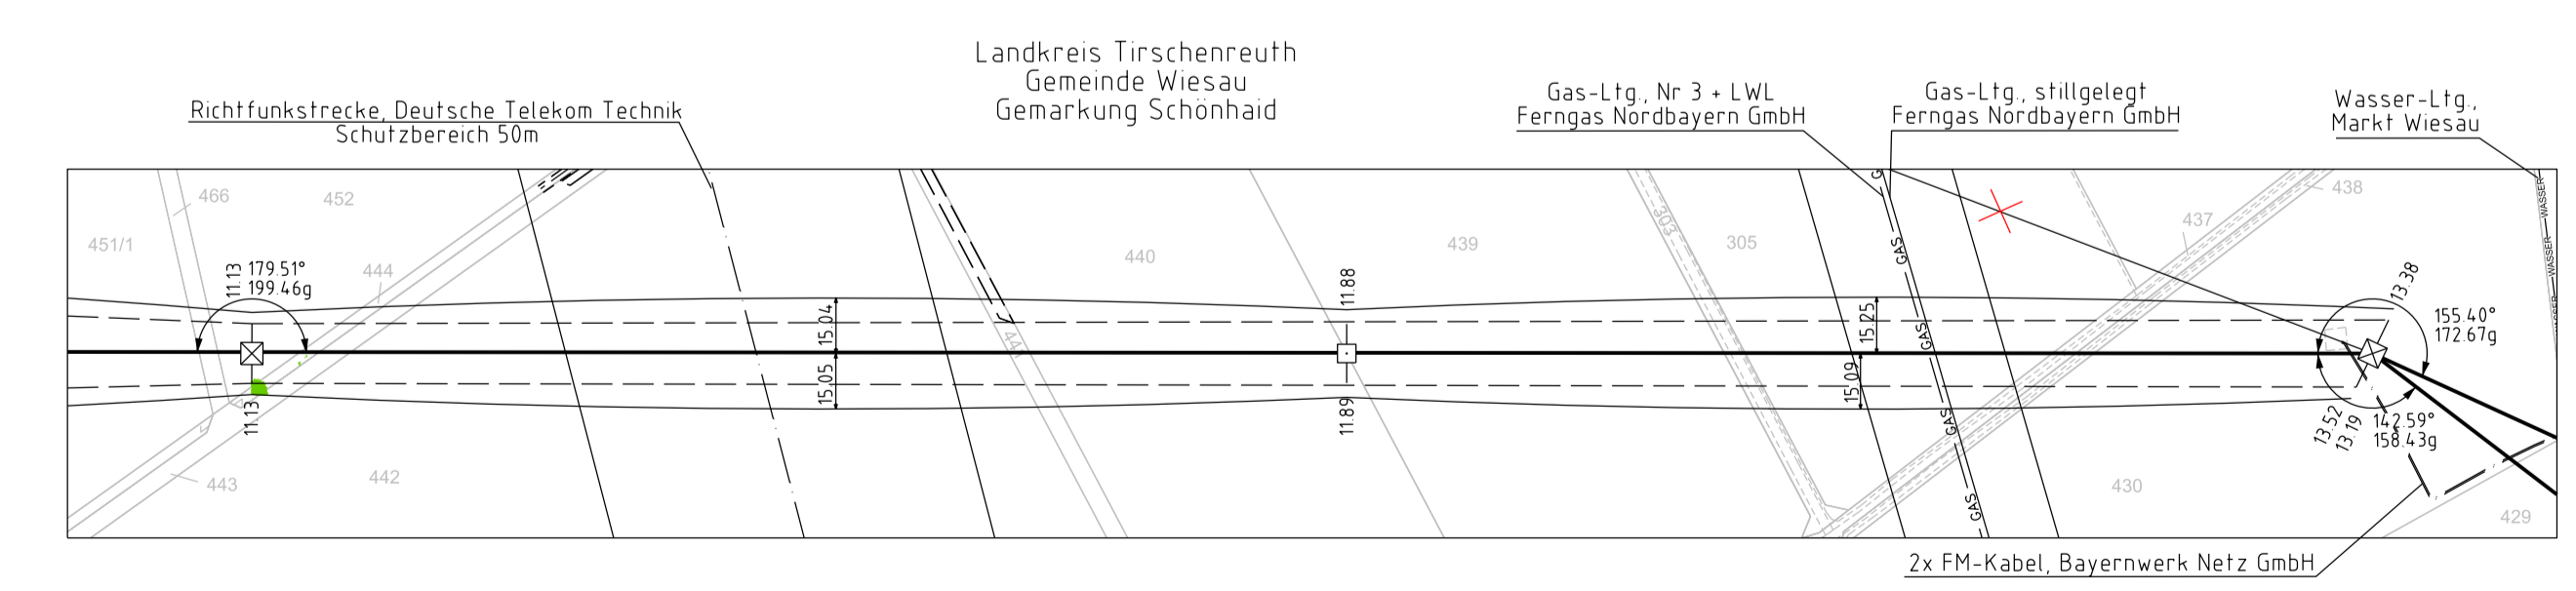 Landkreis Tirschenreuth
Gemeinde Wiesau
Gemarkung Schönhaid
Richtfunkstrecke, Deutsche Telekom Technik
Schutzbereich 50m
Gas-Ltg., Nr 3 + LWL
Ferngas Nordbayern GmbH
Gas-Ltg., stillgelegt
Ferngas Nordbayern GmbH
Wasser-Ltg.,
Markt Wiesau
466
452
451/1
444
11.13
179.51°
199.46g
11.13
443
442
15.04
15.05
441
440
439
11.88
11.89
303
305
G
GAS
GAS
GAS
GAS
15.25
15.09
437
438
WASSER
WASSER
WASSER
13.38
155.40°
172.67g
13.52
13.19
142.59°
158.43g
430
429
2x FM-Kabel, Bayernwerk Netz GmbH